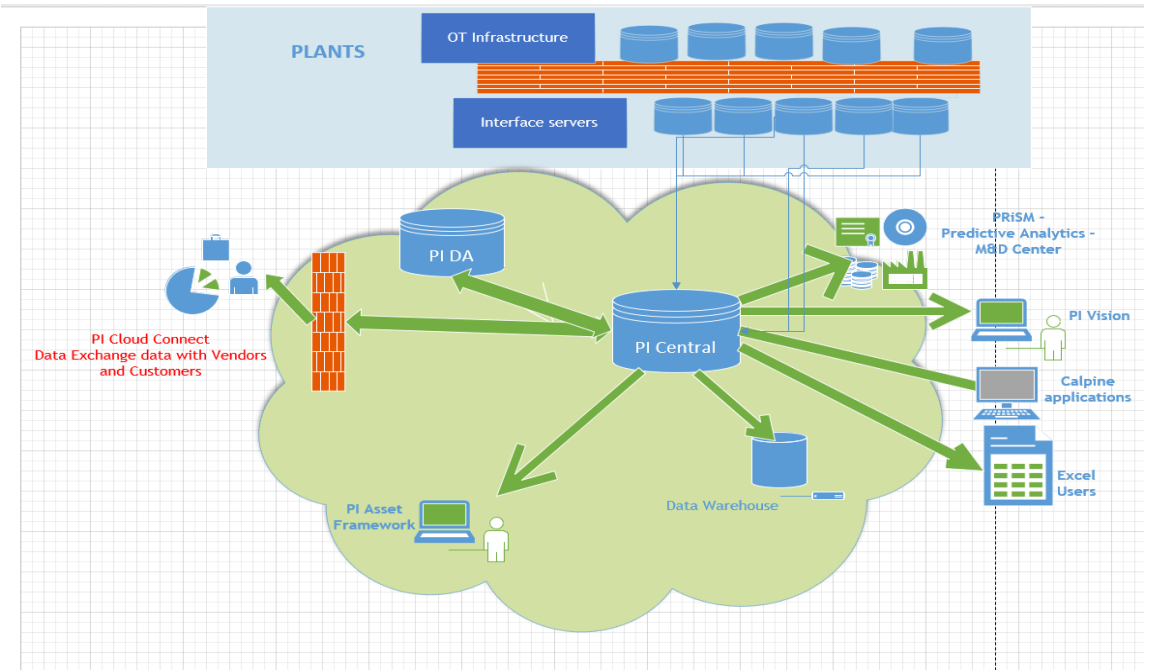 PLANTS
OT Infrastructure
Interface servers
PI DA
PRiSM -
Predictive Analytics -
M&D Center
PI Central
PI Vision
PI Cloud Connect
Data Exchange data with Vendors
and Customers
Calpine
applications
Excel
Users
Data Warehouse
PI Asset
Framework